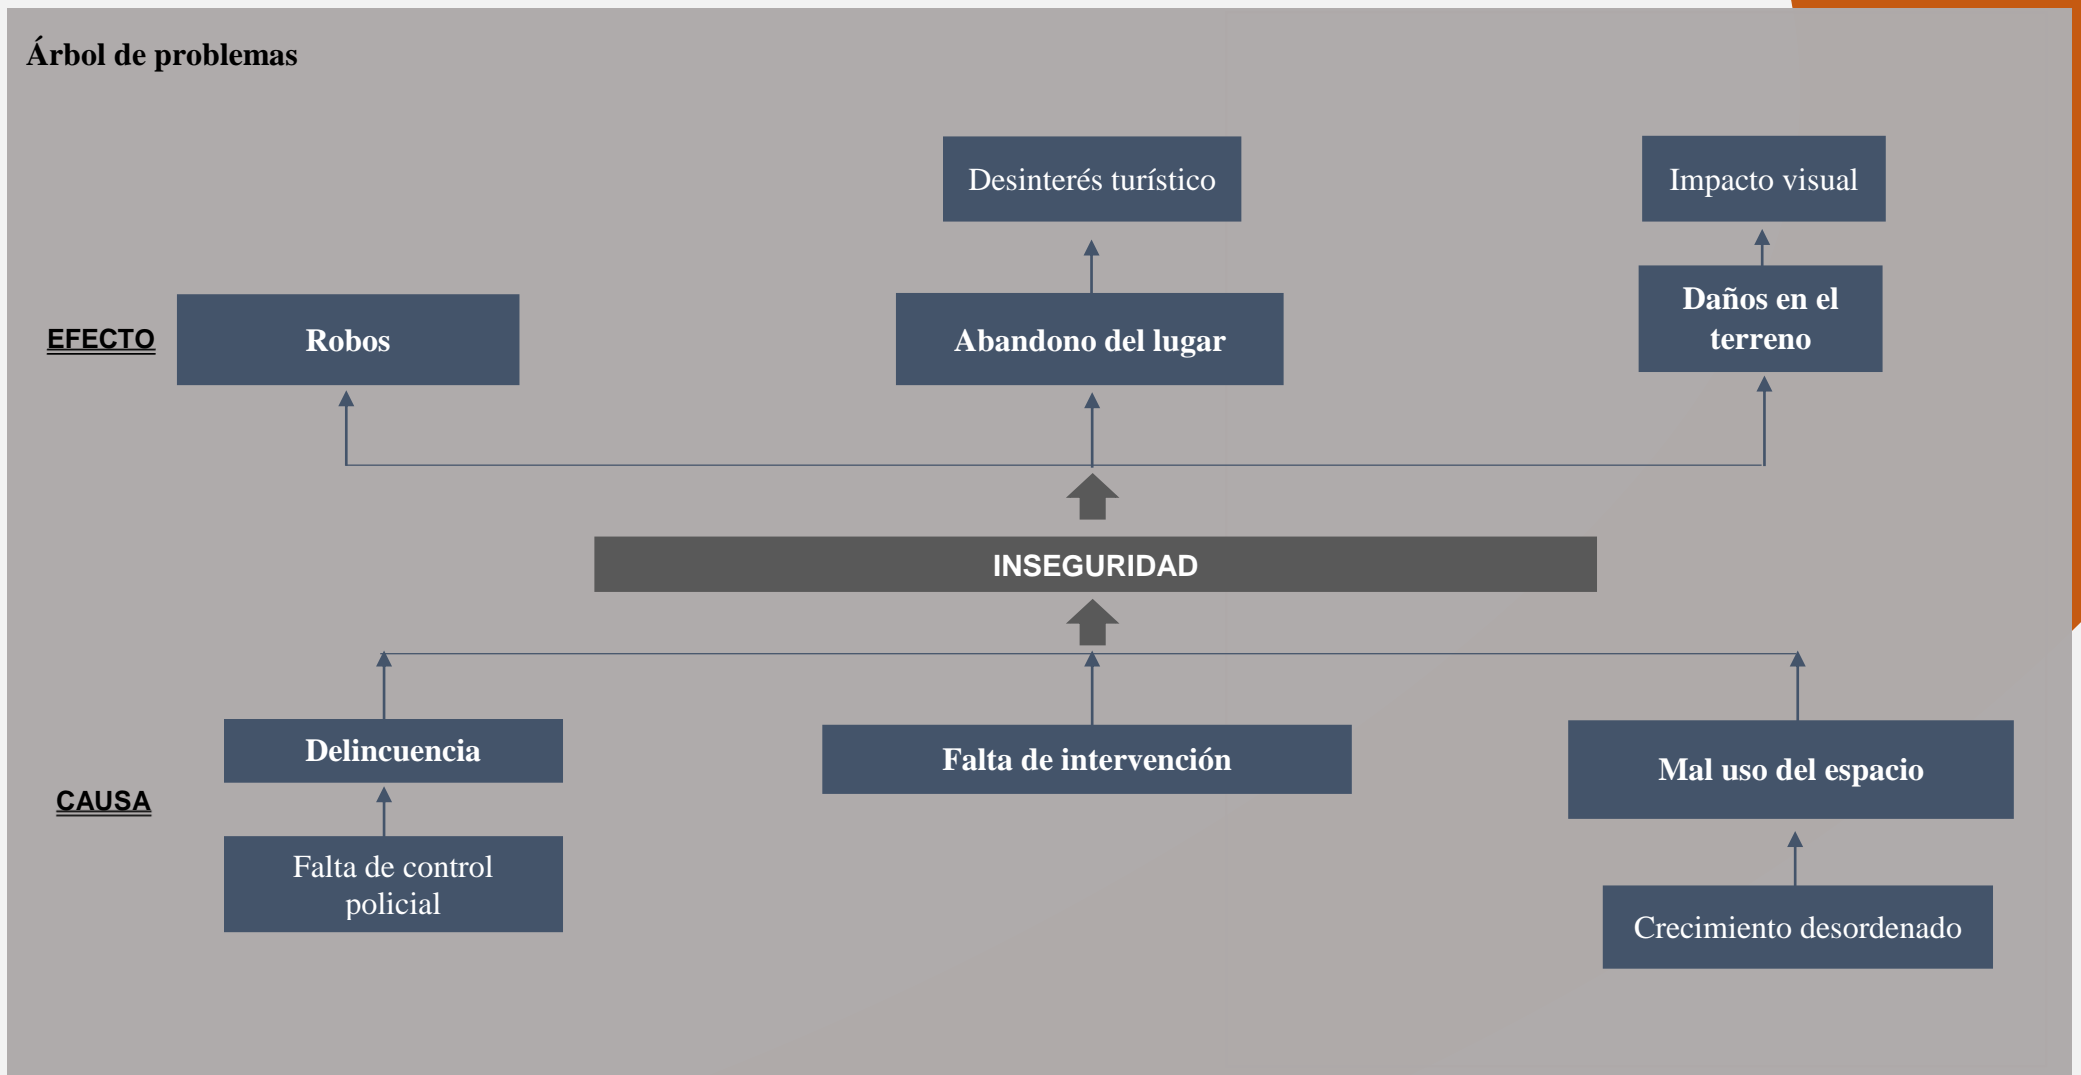 Árbol de problemas
Desinterés turístico
Impacto visual
EFECTO
Robos
Abandono del lugar
Daños en el
terreno
INSEGURIDAD
Delincuencia
Falta de intervención
Mal uso del espacio
CAUSA
Falta de control
policial
Crecimiento desordenado